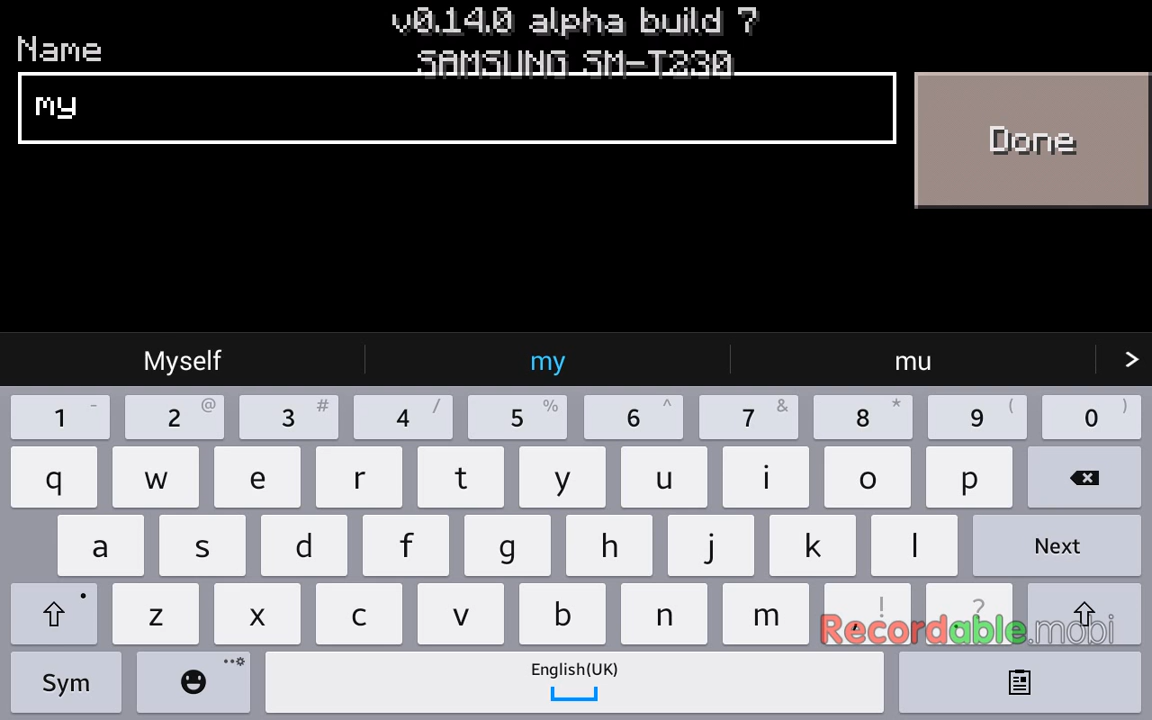 v0.14.0 alpha build 7
SAMSUNG SM-T230
Name
my
Done
Myself my mu >
1 - 2 @ 3 # 4 / 5 % 6 ^ 7 & 8 * 9 ( 0 )
q w e r t y u i o p
a s d f g h j k l Next
z x c v b n m , ! . ?
Recordable.mobi
Sym English(UK)